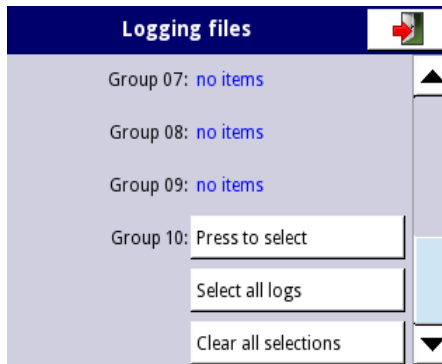 Logging files
Group 07: no items
Group 08: no items
Group 09: no items
Group 10: Press to select
Select all logs
Clear all selections